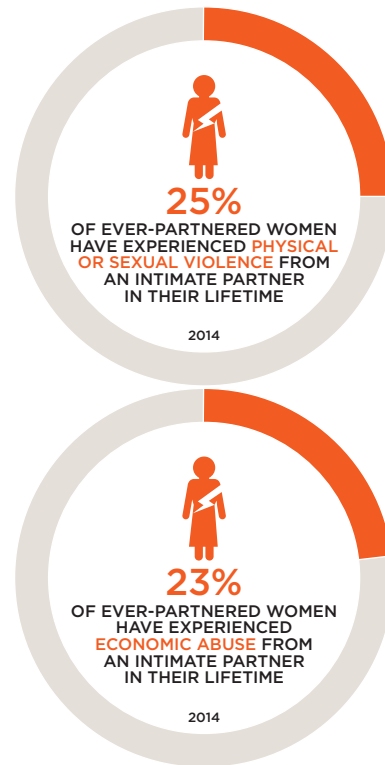 25%
OF EVER-PARTNERED WOMEN
HAVE EXPERIENCED PHYSICAL
OR SEXUAL VIOLENCE FROM
AN INTIMATE PARTNER
IN THEIR LIFETIME
2014
23%
OF EVER-PARTNERED WOMEN
HAVE EXPERIENCED
ECONOMIC ABUSE FROM
AN INTIMATE PARTNER
IN THEIR LIFETIME
2014